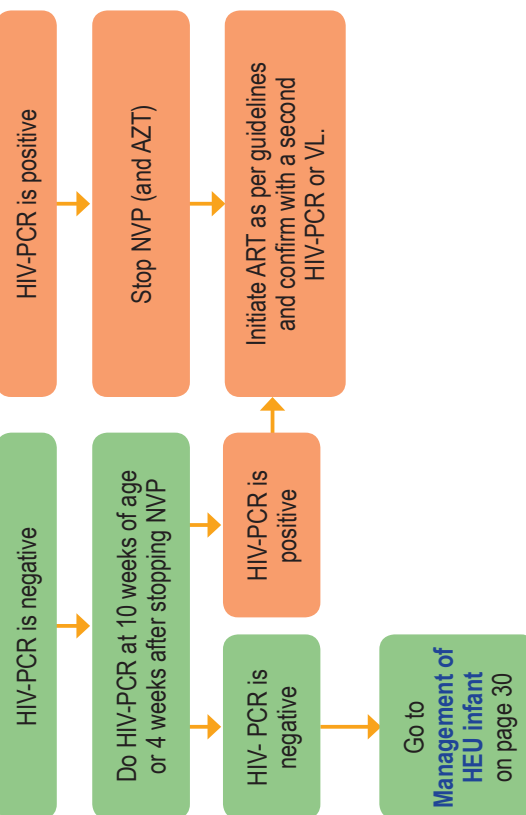 HIV-PCR is negative
Do HIV-PCR at 10 weeks of age
or 4 weeks after stopping NVP
HIV- PCR is
negative
Go to
Management of
HEU infant
on page 30
HIV-PCR is
positive
HIV-PCR is positive
Stop NVP (and AZT)
Initiate ART as per guidelines
and confirm with a second
HIV-PCR or VL.